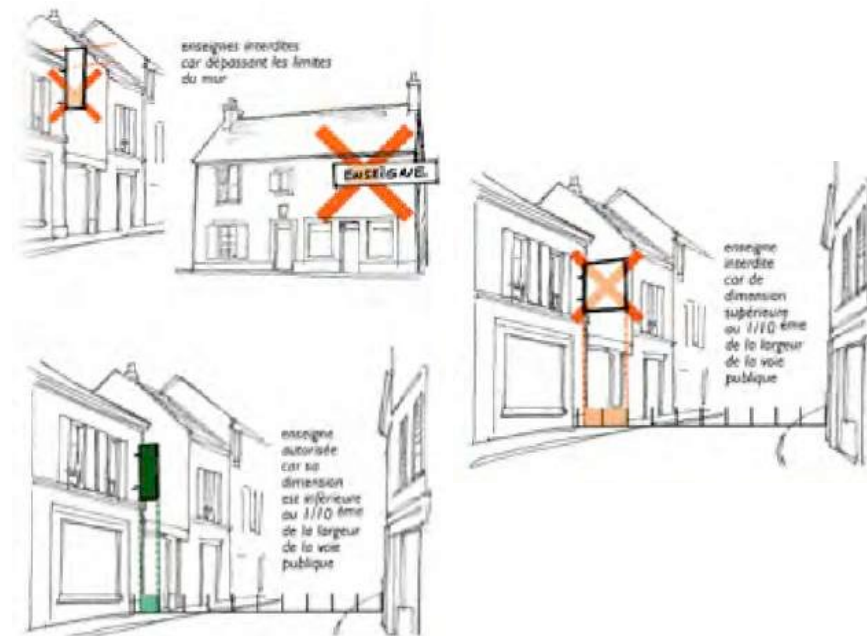 enseignes interdites
car dépassant les limites
du mur
ENSEIGNE
enseigne
interdite
car de
dimension
supérieure
au 1/10 ème
de la largeur
de la voie
publique
enseigne
autorisée
car sa
dimension
est inférieure
au 1/10 ème
de la largeur
de la voie
publique